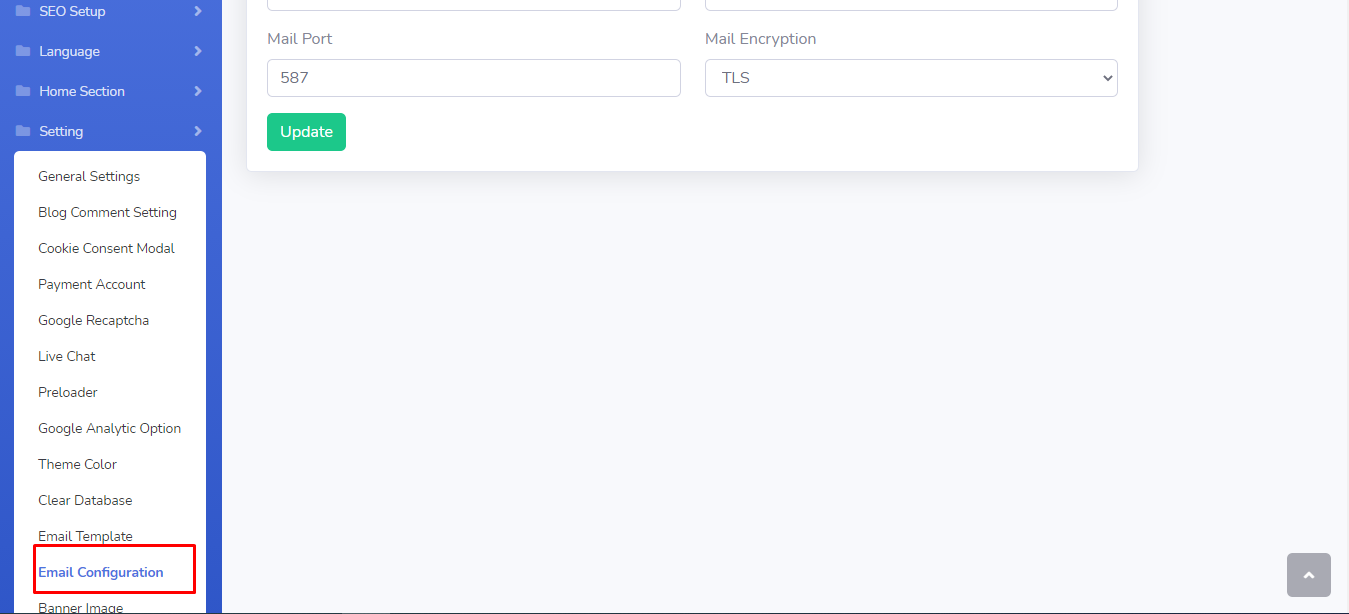 SEO Setup
Language
Home Section
Setting
General Settings
Blog Comment Setting
Cookie Consent Modal
Payment Account
Google Recaptcha
Live Chat
Preloader
Google Analytic Option
Theme Color
Clear Database
Email Template
Email Configuration
Banner Image
Mail Port
Mail Encryption
587
TLS
Update